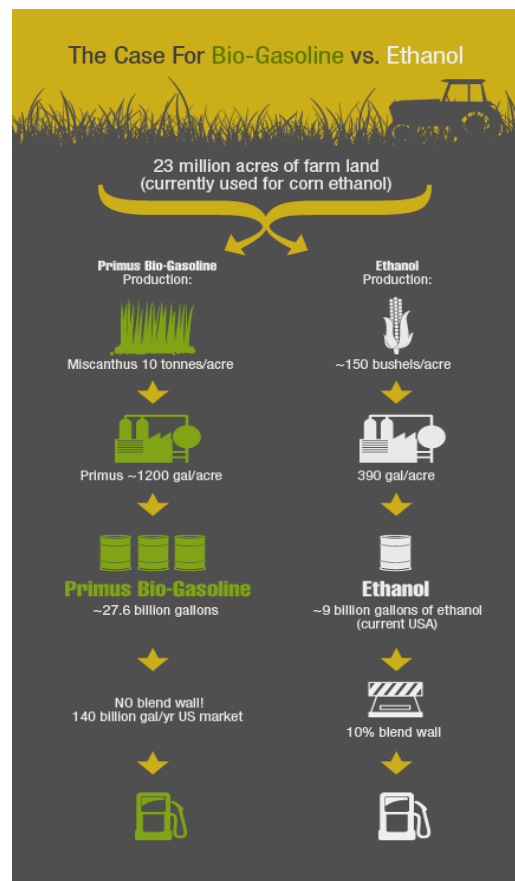 The Case For Bio-Gasoline vs. Ethanol
23 million acres of farm land
(currently used for corn ethanol)
Primus Bio-Gasoline
Production:
Miscanthus 10 tonnes/acre
Primus ~1200 gal/acre
Primus Bio-Gasoline
~27.6 billion gallons
NO blend wall!
140 billion gal/yr US market
Ethanol
Production:
~150 bushels/acre
390 gal/acre
Ethanol
~9 billion gallons of ethanol
(current USA)
10% blend wall